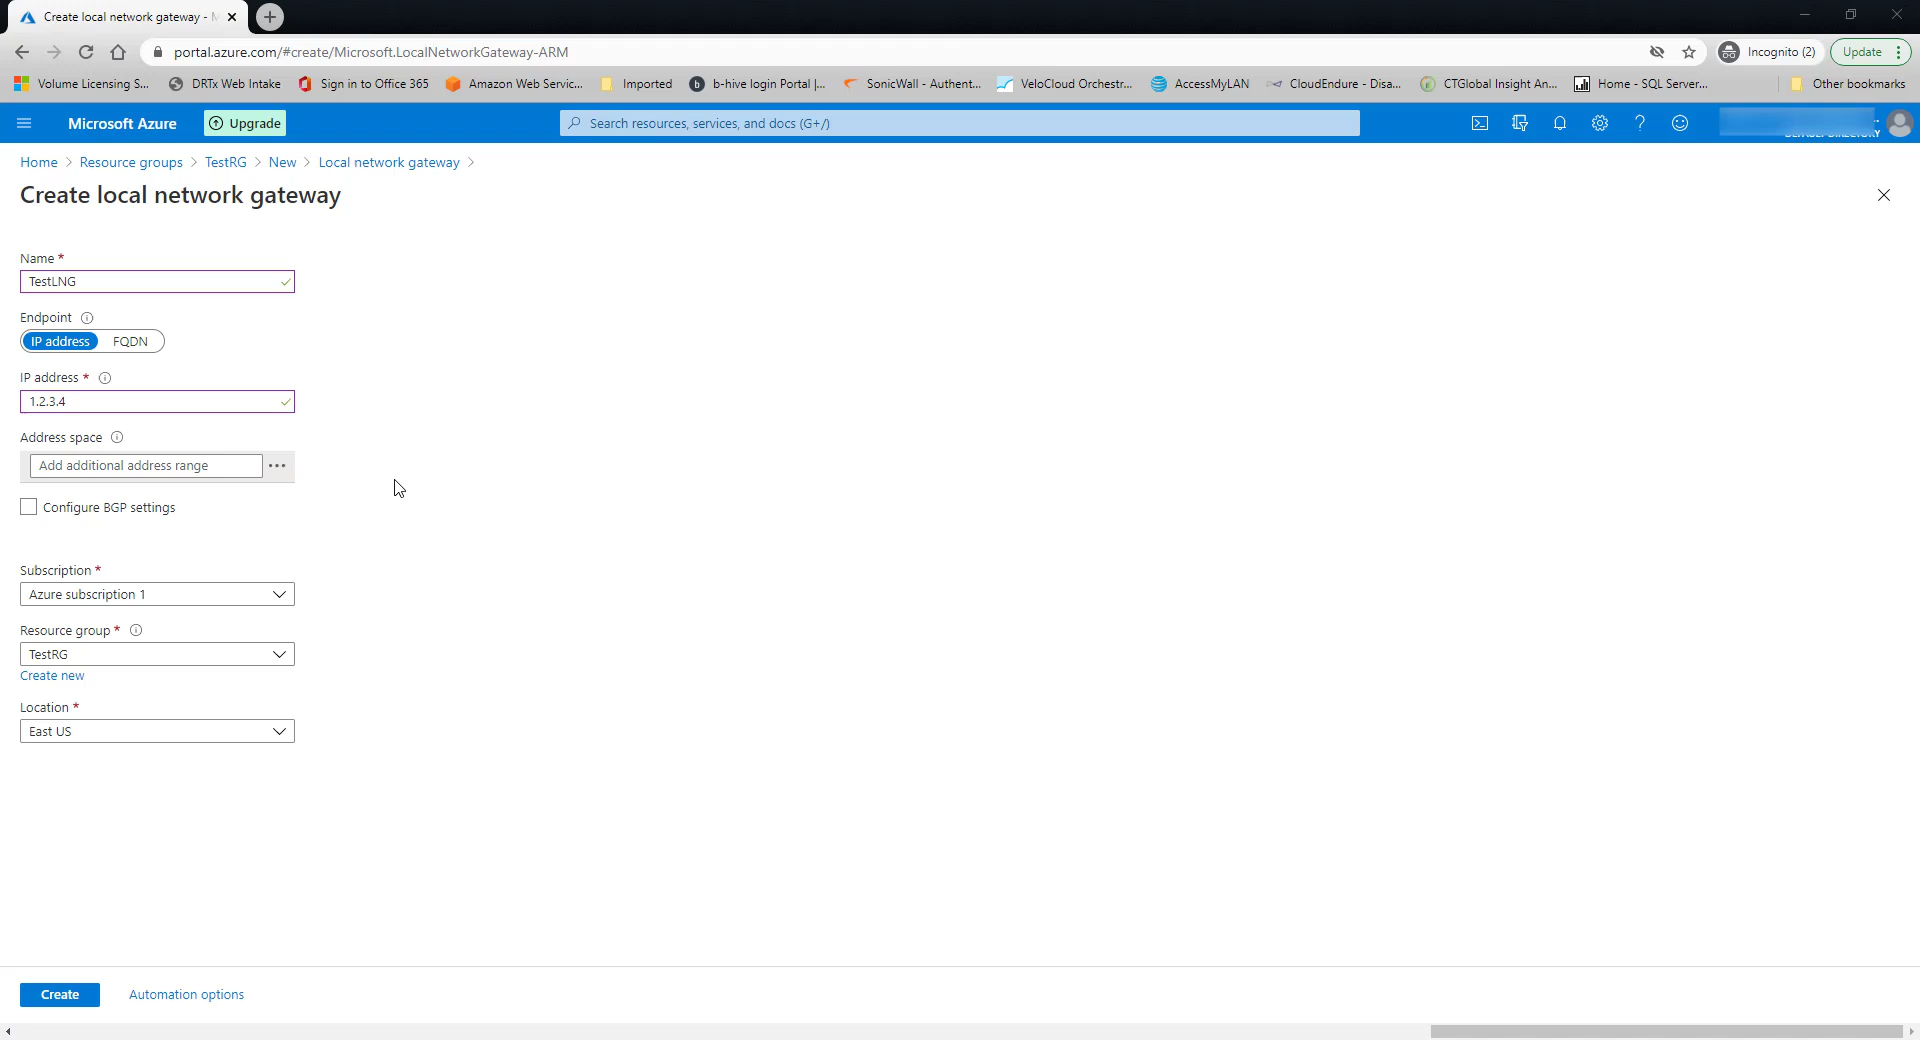 Create local network gateway - M
portal.azure.com/#create/Microsoft.LocalNetworkGateway-ARM
Incognito (2)
Update
Volume Licensing S...
DRTx Web Intake
Sign in to Office 365
Amazon Web Servic...
Imported
b-hive login Portal |...
SonicWall - Authent...
VeloCloud Orchestr...
AccessMyLAN
CloudEndure - Disa...
CTGlobal Insight An...
Home - SQL Server...
Other bookmarks
Microsoft Azure
Upgrade
Search resources, services, and docs (G+/)
DEFAULT DIRECTORY
Home > Resource groups > TestRG > New > Local network gateway >
Create local network gateway
Name *
TestLNG
Endpoint
IP address FQDN
IP address *
1.2.3.4
Address space
Add additional address range
Configure BGP settings
Subscription *
Azure subscription 1
Resource group *
TestRG
Create new
Location *
East US
Create
Automation options